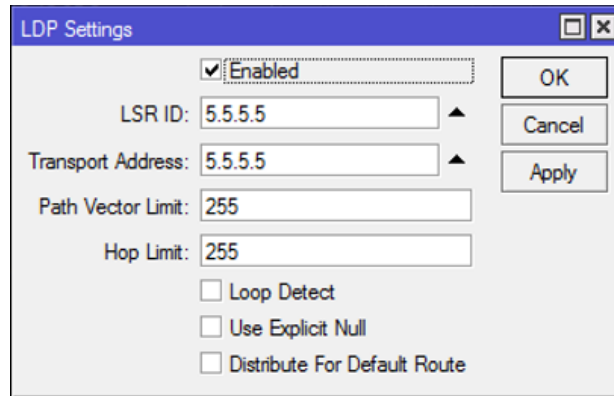 LDP Settings
Enabled
OK
LSR ID: 5.5.5.5
Cancel
Transport Address: 5.5.5.5
Apply
Path Vector Limit: 255
Hop Limit: 255
Loop Detect
Use Explicit Null
Distribute For Default Route